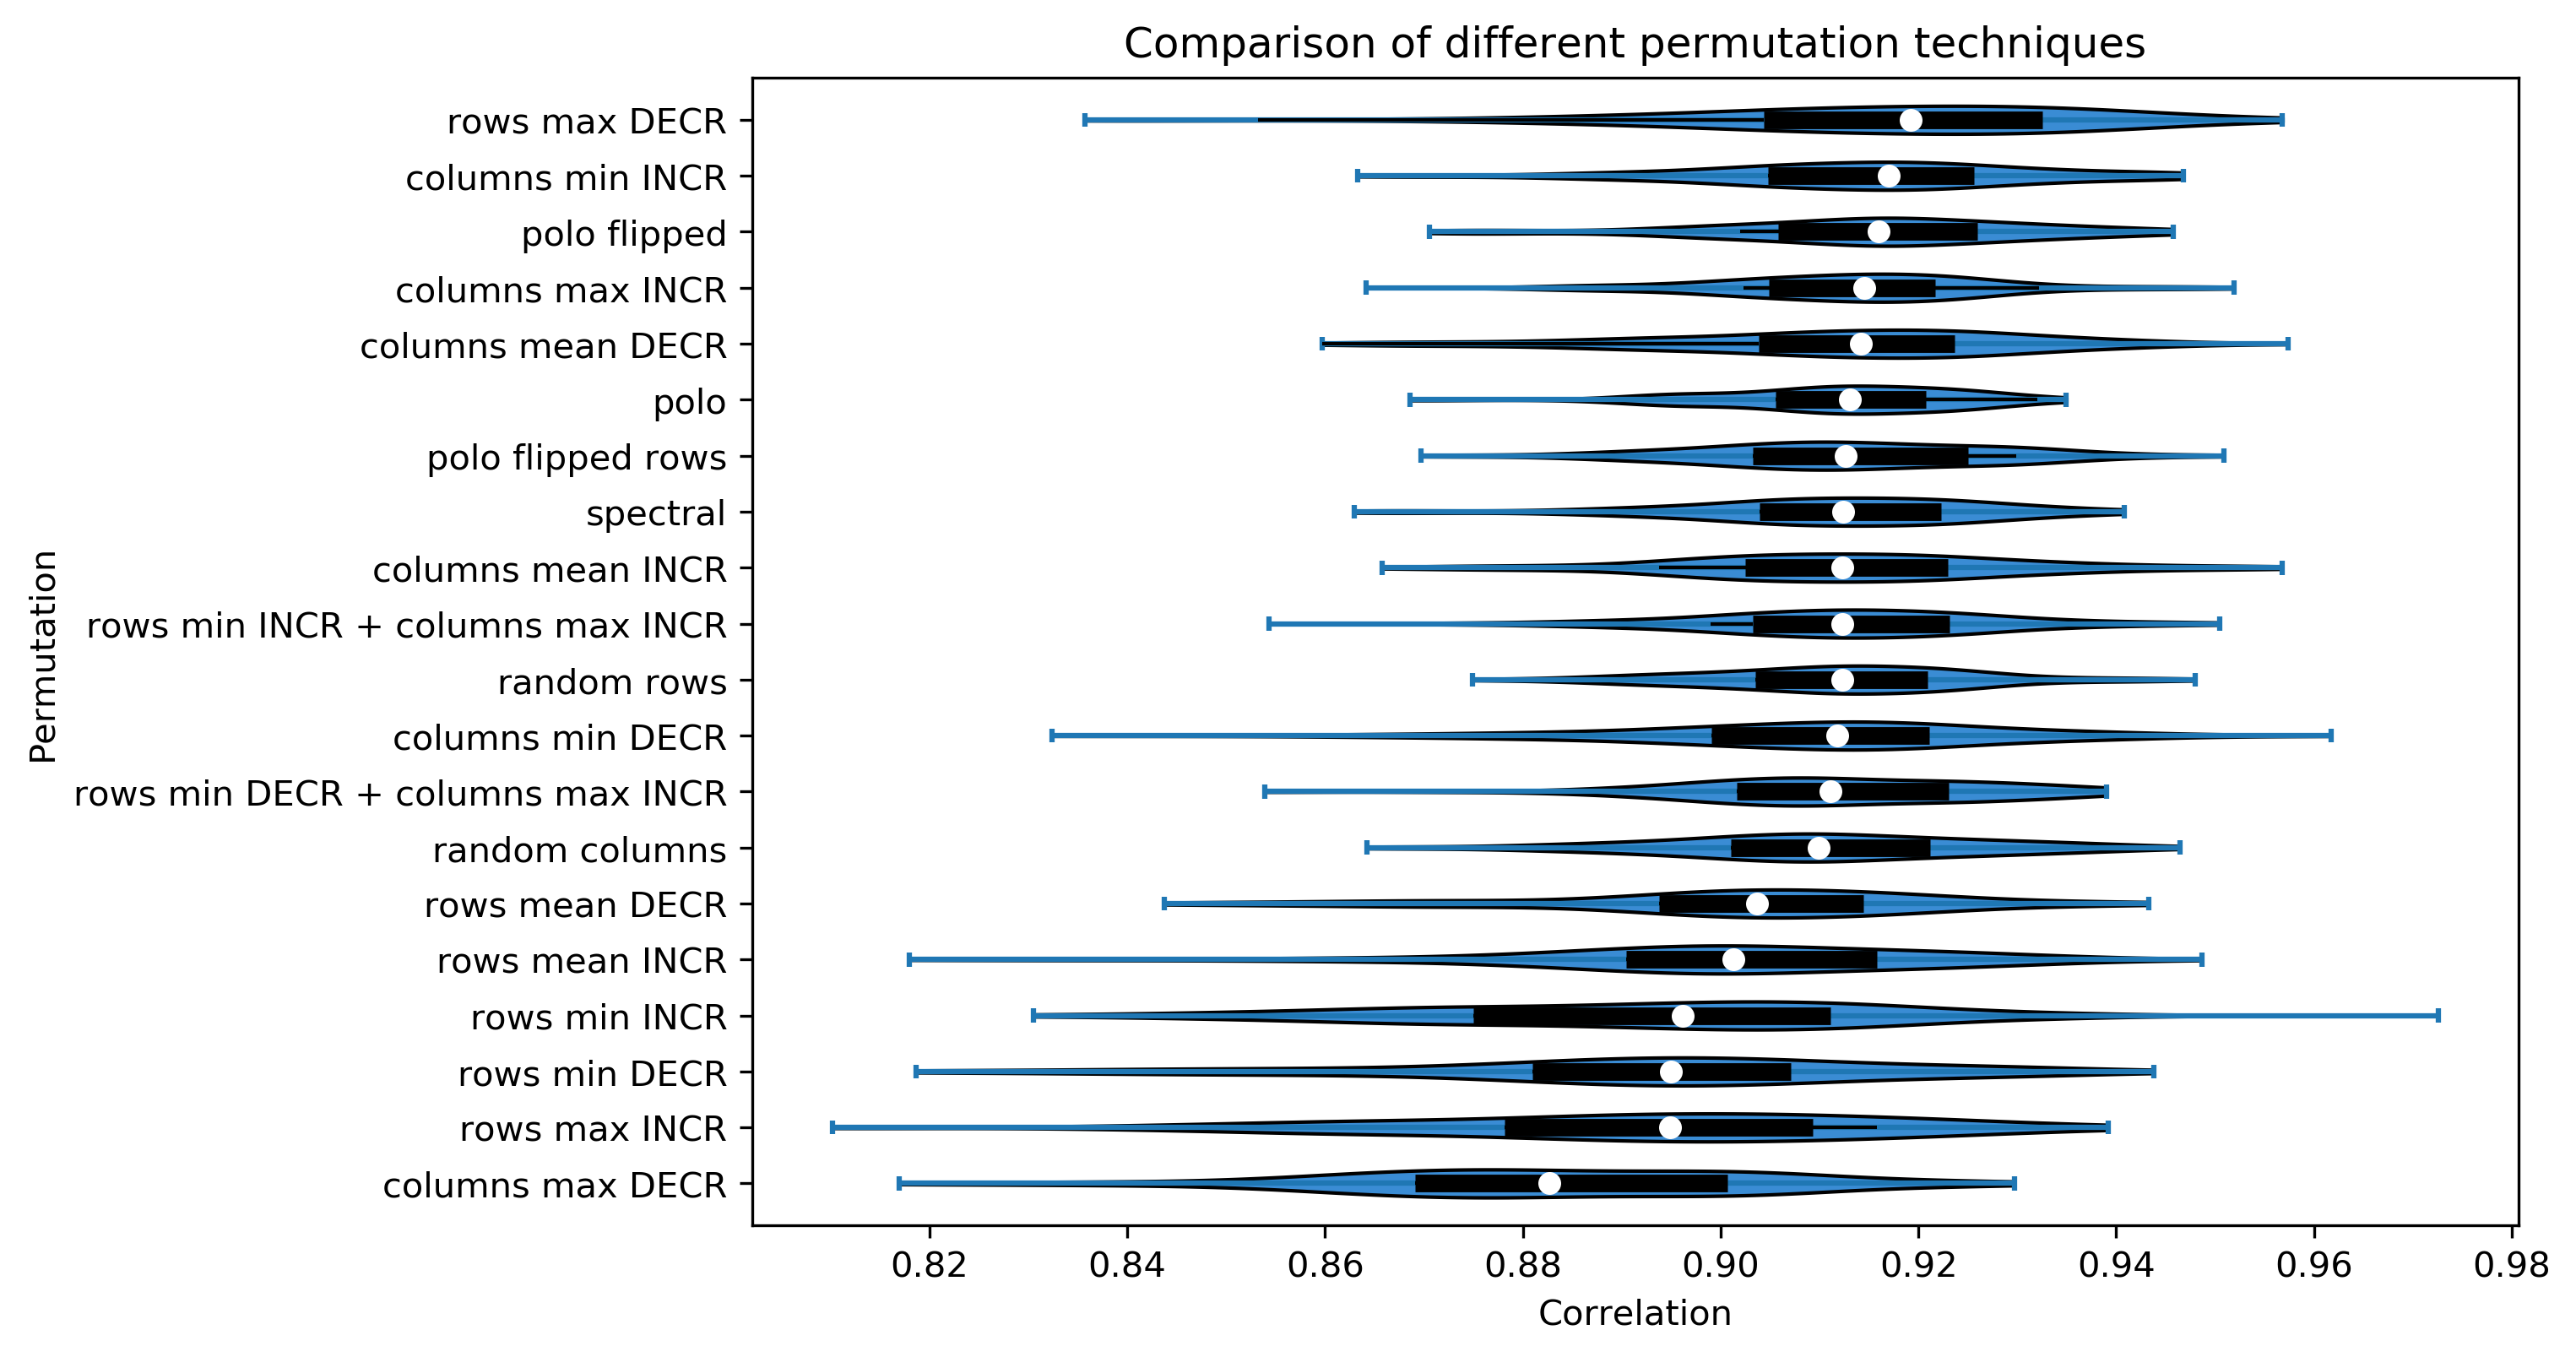 Comparison of different permutation techniques
Permutation
rows max DECR
columns min INCR
polo flipped
columns max INCR
columns mean DECR
polo
polo flipped rows
spectral
columns mean INCR
rows min INCR + columns max INCR
random rows
columns min DECR
rows min DECR + columns max INCR
random columns
rows mean DECR
rows mean INCR
rows min INCR
rows min DECR
rows max INCR
columns max DECR
0.82 0.84 0.86 0.88 0.90 0.92 0.94 0.96 0.98
Correlation